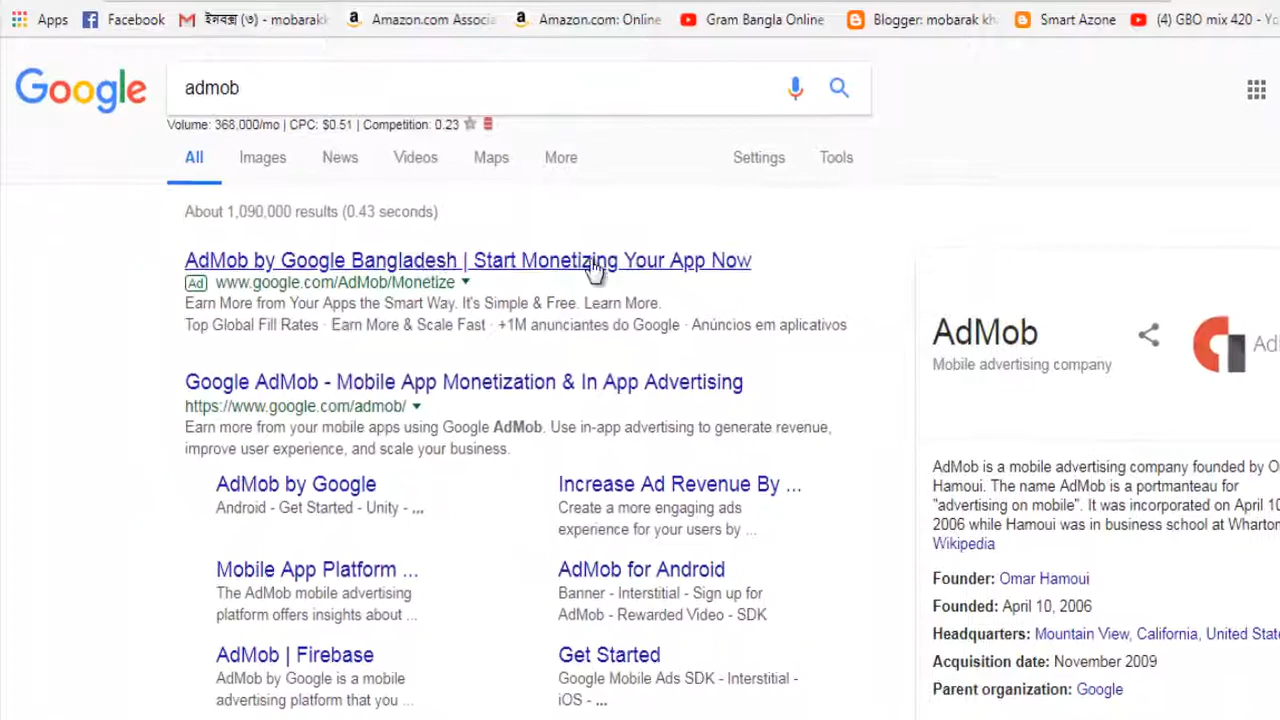 Apps Facebook ইনবক্স (৩) - mobarakk Amazon.com Associa Amazon.com: Online Gram Bangla Online Blogger: mobarak kh Smart Azone (4) GBO mix 420 - Yo
Google admob
Volume: 368,000/mo | CPC: $0.51 | Competition: 0.23
All Images News Videos Maps More Settings Tools
About 1,090,000 results (0.43 seconds)
AdMob by Google Bangladesh | Start Monetizing Your App Now
Ad www.google.com/AdMob/Monetize
Earn More from Your Apps the Smart Way. It's Simple & Free. Learn More.
Top Global Fill Rates · Earn More & Scale Fast · +1M anunciantes do Google · Anúncios em aplicativos
Google AdMob - Mobile App Monetization & In App Advertising
https://www.google.com/admob/
Earn more from your mobile apps using Google AdMob. Use in-app advertising to generate revenue,
improve user experience, and scale your business.
AdMob by Google
Android - Get Started - Unity - ...
Increase Ad Revenue By ...
Create a more engaging ads
experience for your users by ...
Mobile App Platform ...
The AdMob mobile advertising
platform offers insights about ...
AdMob for Android
Banner - Interstitial - Sign up for
AdMob - Rewarded Video - SDK
AdMob | Firebase
AdMob by Google is a mobile
advertising platform that you ...
Get Started
Google Mobile Ads SDK - Interstitial -
iOS - ...
AdMob
Mobile advertising company
AdMob is a mobile advertising company founded by O
Hamoui. The name AdMob is a portmanteau for
"advertising on mobile". It was incorporated on April 10
2006 while Hamoui was in business school at Wharton
Wikipedia
Founder: Omar Hamoui
Founded: April 10, 2006
Headquarters: Mountain View, California, United State
Acquisition date: November 2009
Parent organization: Google